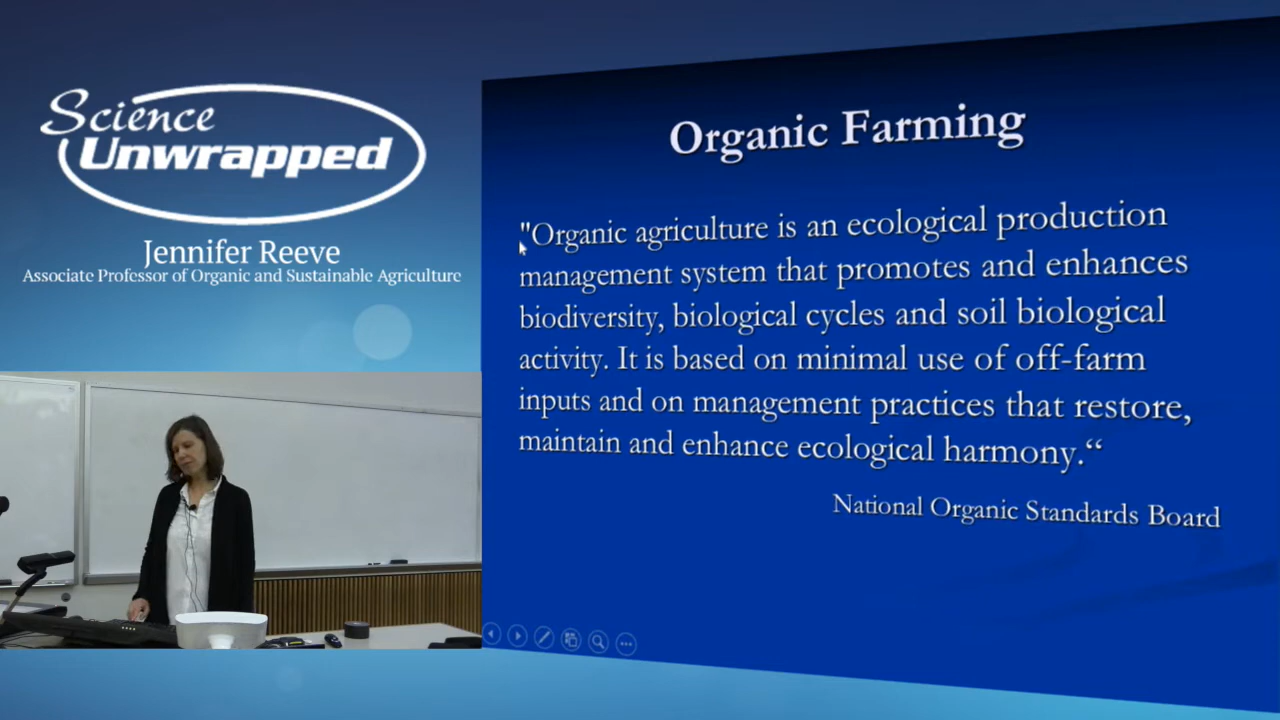 Science
Unwrapped
Jennifer Reeve
Associate Professor of Organic and Sustainable Agriculture
Organic Farming
"Organic agriculture is an ecological production
management system that promotes and enhances
biodiversity, biological cycles and soil biological
activity. It is based on minimal use of off-farm
inputs and on management practices that restore,
maintain and enhance ecological harmony.“
National Organic Standards Board